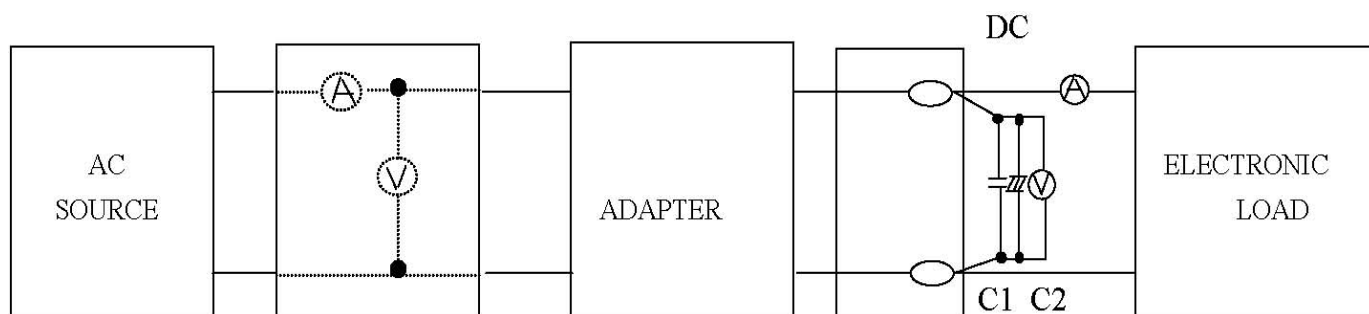 DC
A
A
AC
SOURCE
V
ADAPTER
V
ELECTRONIC
LOAD
C1 C2